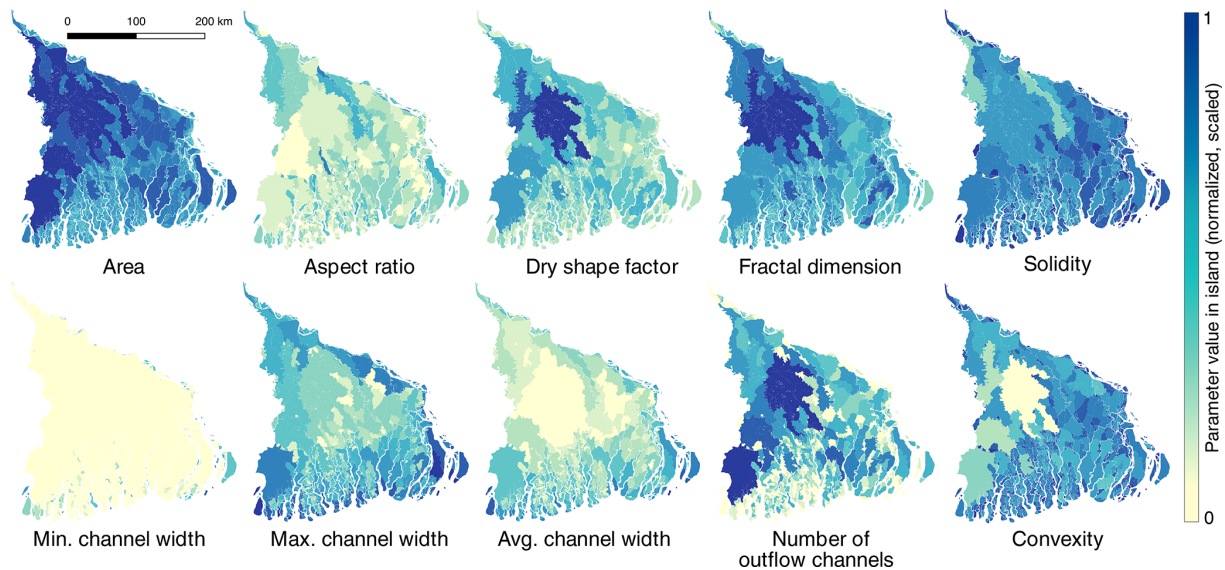 0 100 200 km
Area
Aspect ratio
Dry shape factor
Fractal dimension
Solidity
Min. channel width
Max. channel width
Avg. channel width
Number of
outflow channels
Convexity
1
Parameter value in island (normalized, scaled)
0